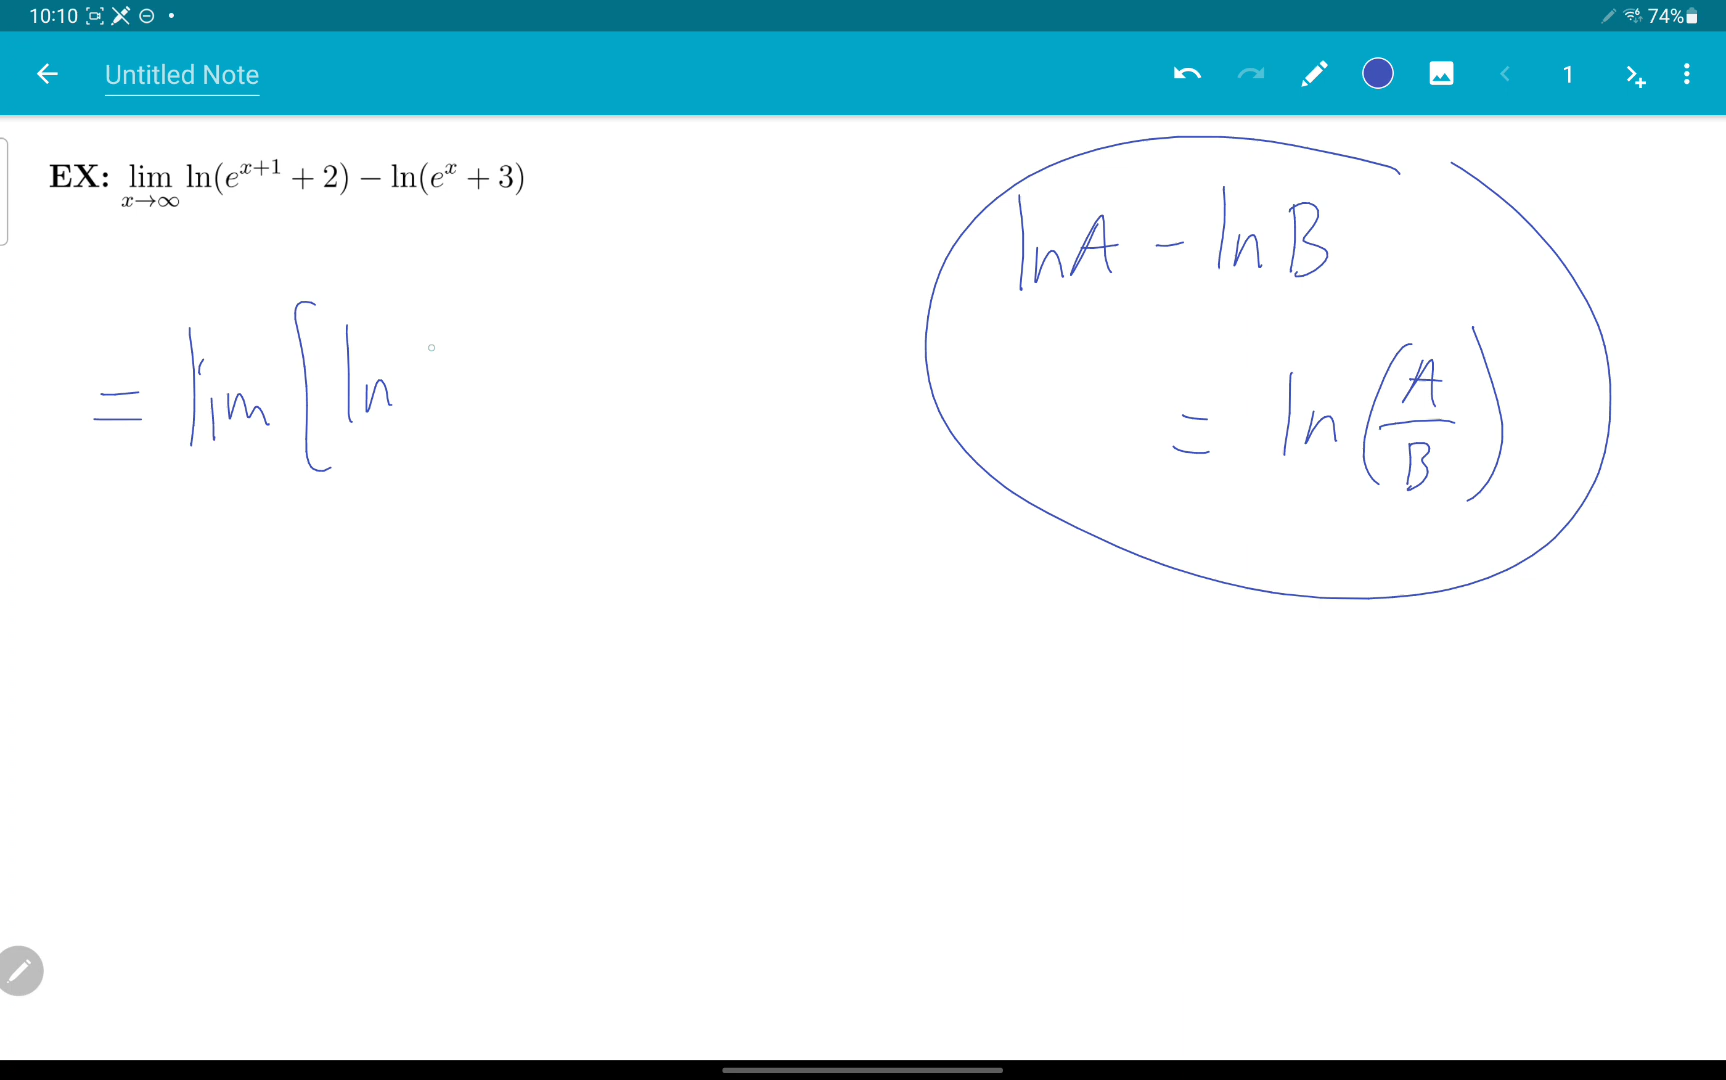 10:10 74%
Untitled Note 1
EX: lim x→∞ ln(e^{x+1} + 2) − ln(e^x + 3)
ln A − ln B
= ln(A/B)
= lim [ ln